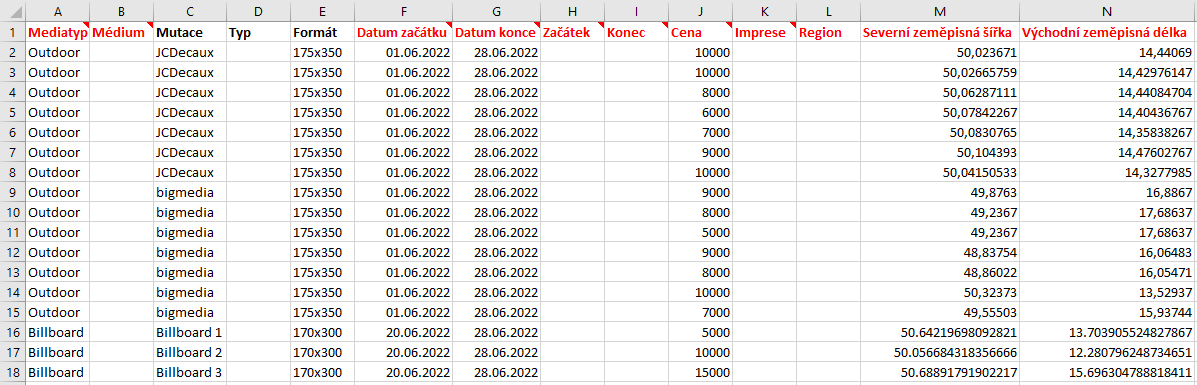 A B C D E F G H I J K L M N
1 Mediatyp Médium Mutace Typ Formát Datum začátku Datum konce Začátek Konec Cena Imprese Region Severní zeměpisná šířka Východní zeměpisná délka
2 Outdoor JCDecaux 175x350 01.06.2022 28.06.2022 10000 50,023671 14,44069
3 Outdoor JCDecaux 175x350 01.06.2022 28.06.2022 10000 50,02665759 14,42976147
4 Outdoor JCDecaux 175x350 01.06.2022 28.06.2022 8000 50,06287111 14,44084704
5 Outdoor JCDecaux 175x350 01.06.2022 28.06.2022 6000 50,07842267 14,40436767
6 Outdoor JCDecaux 175x350 01.06.2022 28.06.2022 7000 50,0830765 14,35838267
7 Outdoor JCDecaux 175x350 01.06.2022 28.06.2022 9000 50,104393 14,47602767
8 Outdoor JCDecaux 175x350 01.06.2022 28.06.2022 10000 50,04150533 14,3277985
9 Outdoor bigmedia 175x350 01.06.2022 28.06.2022 9000 49,8763 16,8867
10 Outdoor bigmedia 175x350 01.06.2022 28.06.2022 8000 49,2367 17,68637
11 Outdoor bigmedia 175x350 01.06.2022 28.06.2022 5000 49,2367 17,68637
12 Outdoor bigmedia 175x350 01.06.2022 28.06.2022 9000 48,83754 16,06483
13 Outdoor bigmedia 175x350 01.06.2022 28.06.2022 8000 48,86022 16,05471
14 Outdoor bigmedia 175x350 01.06.2022 28.06.2022 10000 50,32373 13,52937
15 Outdoor bigmedia 175x350 01.06.2022 28.06.2022 7000 49,55503 15,93744
16 Billboard Billboard 1 170x300 20.06.2022 28.06.2022 5000 50.64219698092821 13.703905524827867
17 Billboard Billboard 2 170x300 20.06.2022 28.06.2022 10000 50.056684318356666 12.280796248734651
18 Billboard Billboard 3 170x300 20.06.2022 28.06.2022 15000 50.68891791902217 15.696304788818411